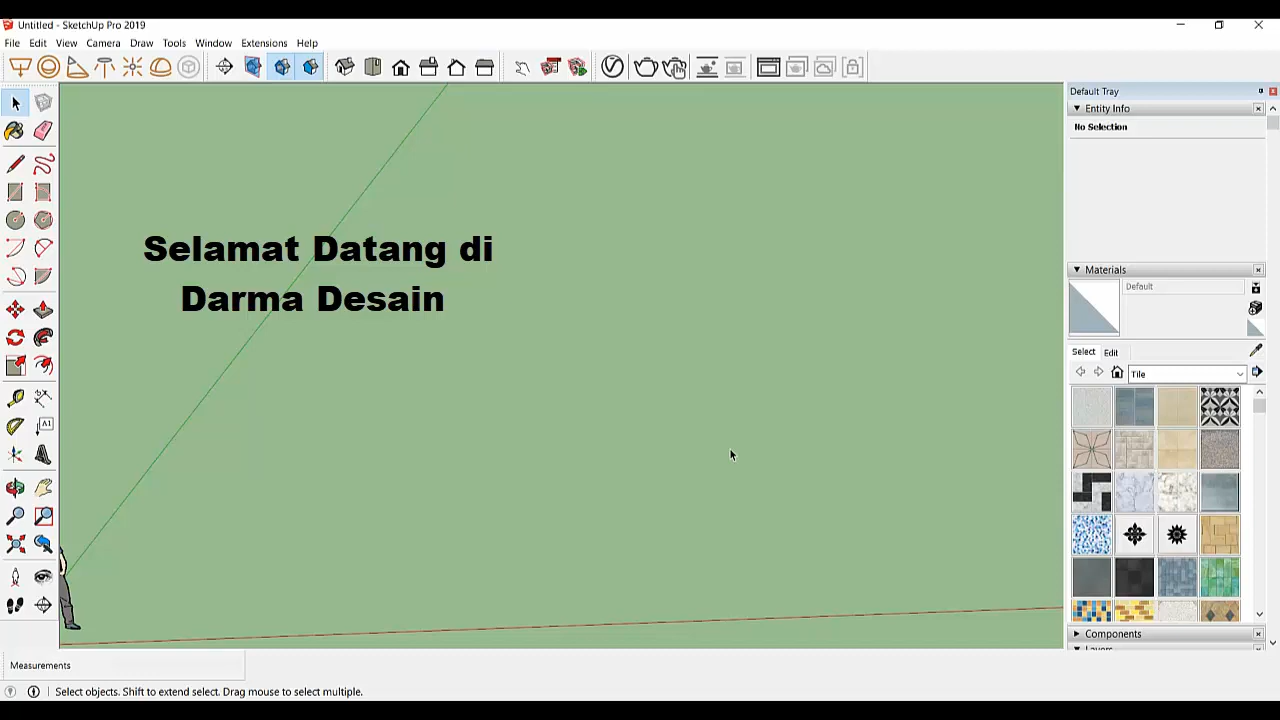 Untitled - SketchUp Pro 2019
File Edit View Camera Draw Tools Window Extensions Help
Default Tray
Entity Info
No Selection
Selamat Datang di
Darma Desain
Materials
Default
Select Edit
Tile
A1
Components
Layers
Measurements
Select objects. Shift to extend select. Drag mouse to select multiple.